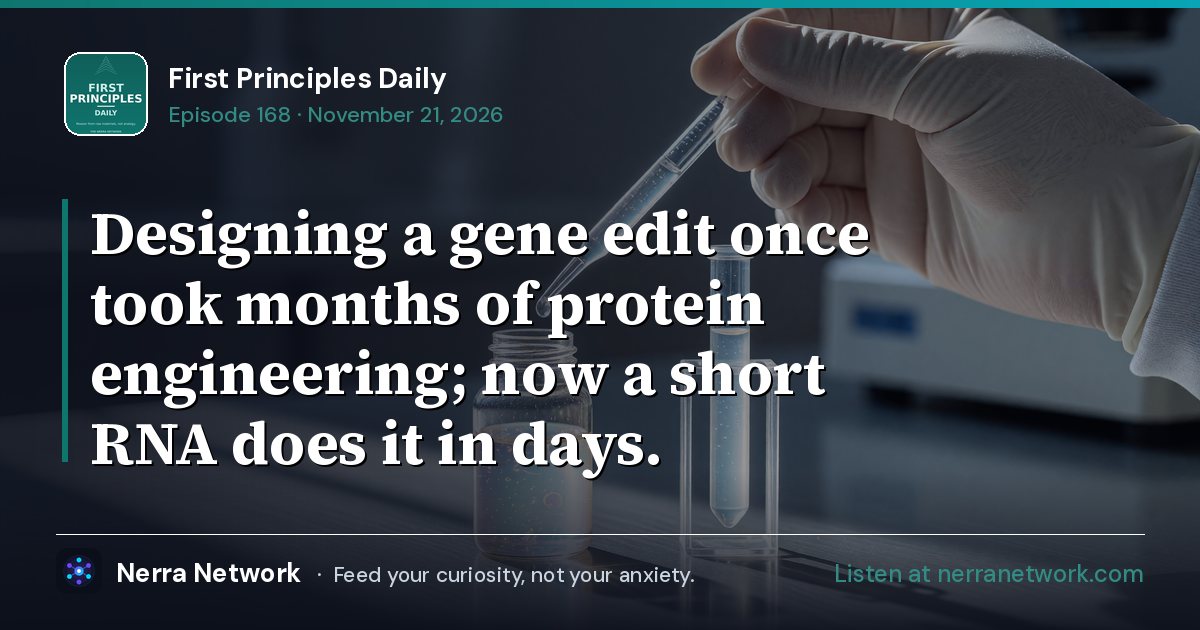 FIRST
PRINCIPLES
DAILY
First Principles Daily
Episode 168 · November 21, 2026
Designing a gene edit once
took months of protein
engineering; now a short
RNA does it in days.
Nerra Network · Feed your curiosity, not your anxiety.
Listen at nerranetwork.com